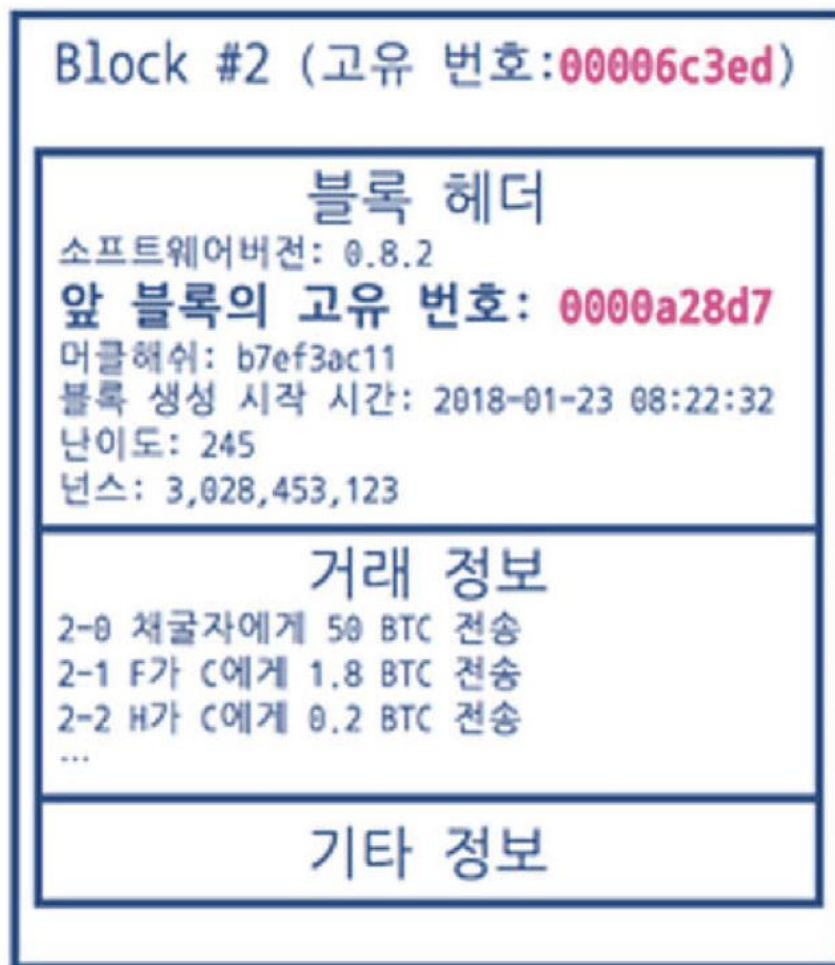 Block #2 (고유 번호:00006c3ed)
블록 헤더
소프트웨어버전: 0.8.2
앞 블록의 고유 번호: 0000a28d7
머클해쉬: b7ef3ac11
블록 생성 시작 시간: 2018-01-23 08:22:32
난이도: 245
넌스: 3,028,453,123
거래 정보
2-0 채굴자에게 50 BTC 전송
2-1 F가 C에게 1.8 BTC 전송
2-2 H가 C에게 0.2 BTC 전송
...
기타 정보